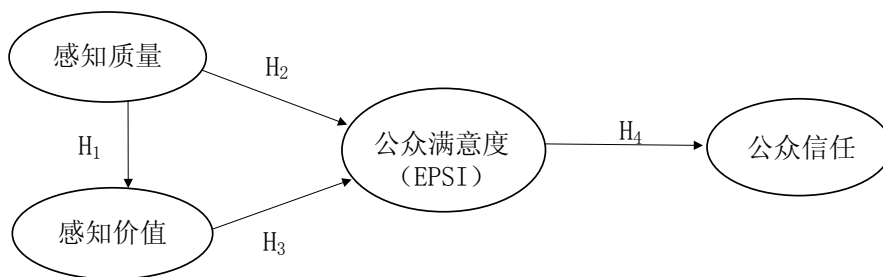 感知质量
H₂
H₁
公众满意度
（EPSI）
H₄
公众信任
感知价值
H₃